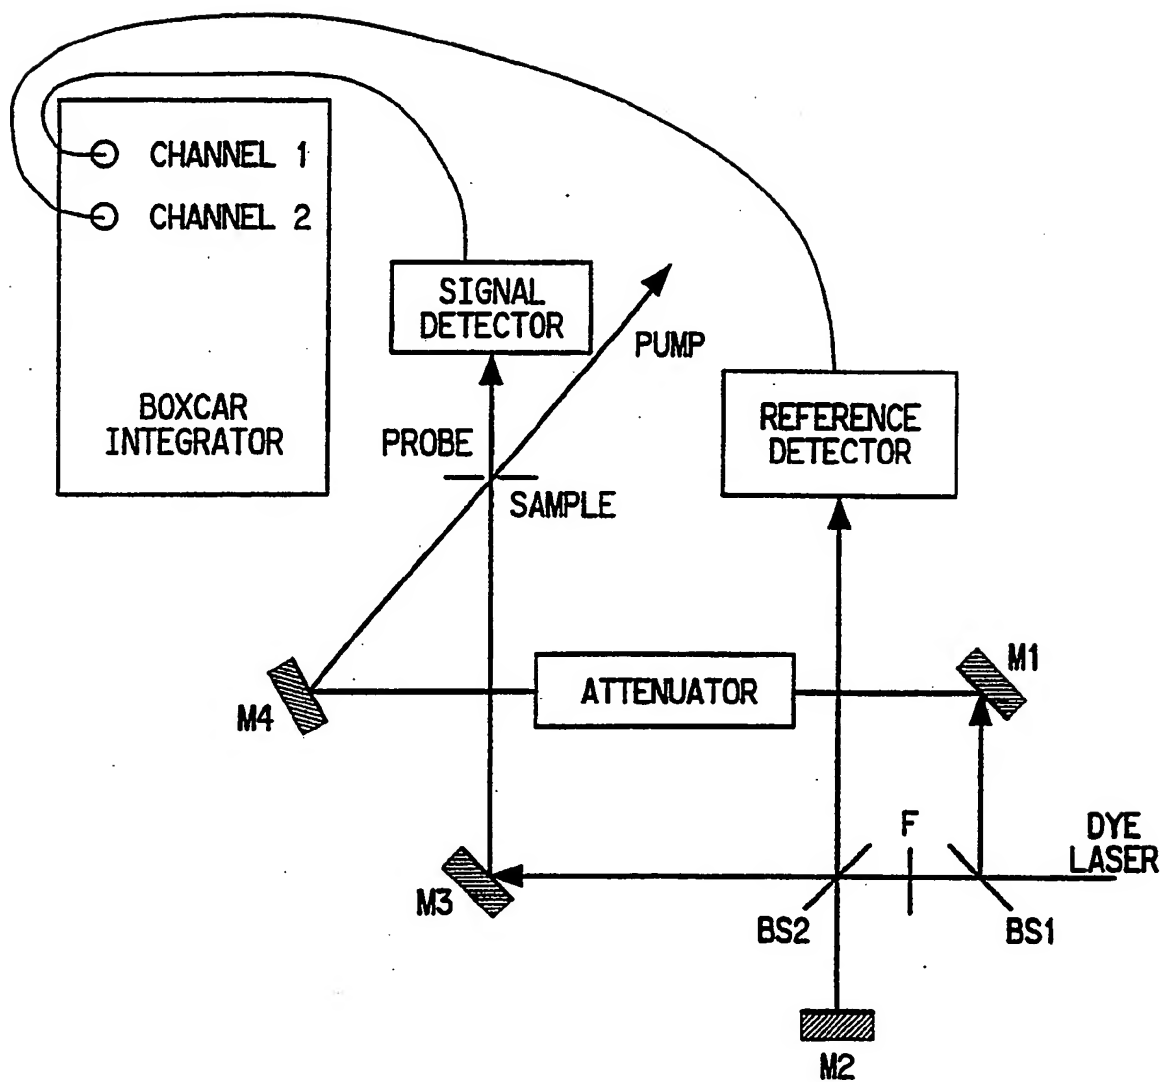 CHANNEL 1
CHANNEL 2
BOXCAR
INTEGRATOR
SIGNAL
DETECTOR
PUMP
PROBE
SAMPLE
REFERENCE
DETECTOR
M4
ATTENUATOR
M1
M3
F
DYE
LASER
BS2
BS1
M2